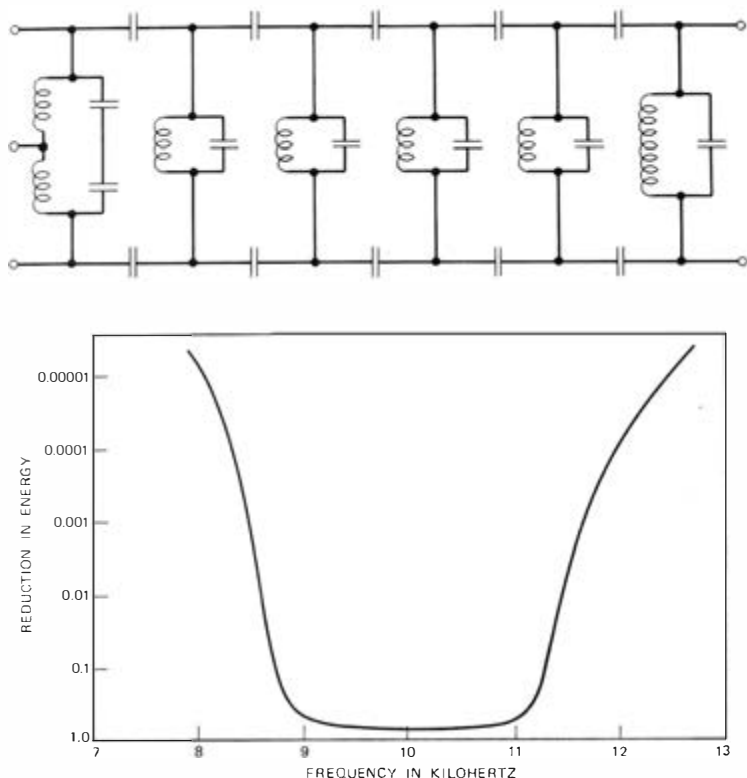 REDUCTION IN ENERGY
0.00001
0.0001
0.001
0.01
0.1
1.0
7 8 9 10 11 12 13
FREQUENCY IN KILOHERTZ